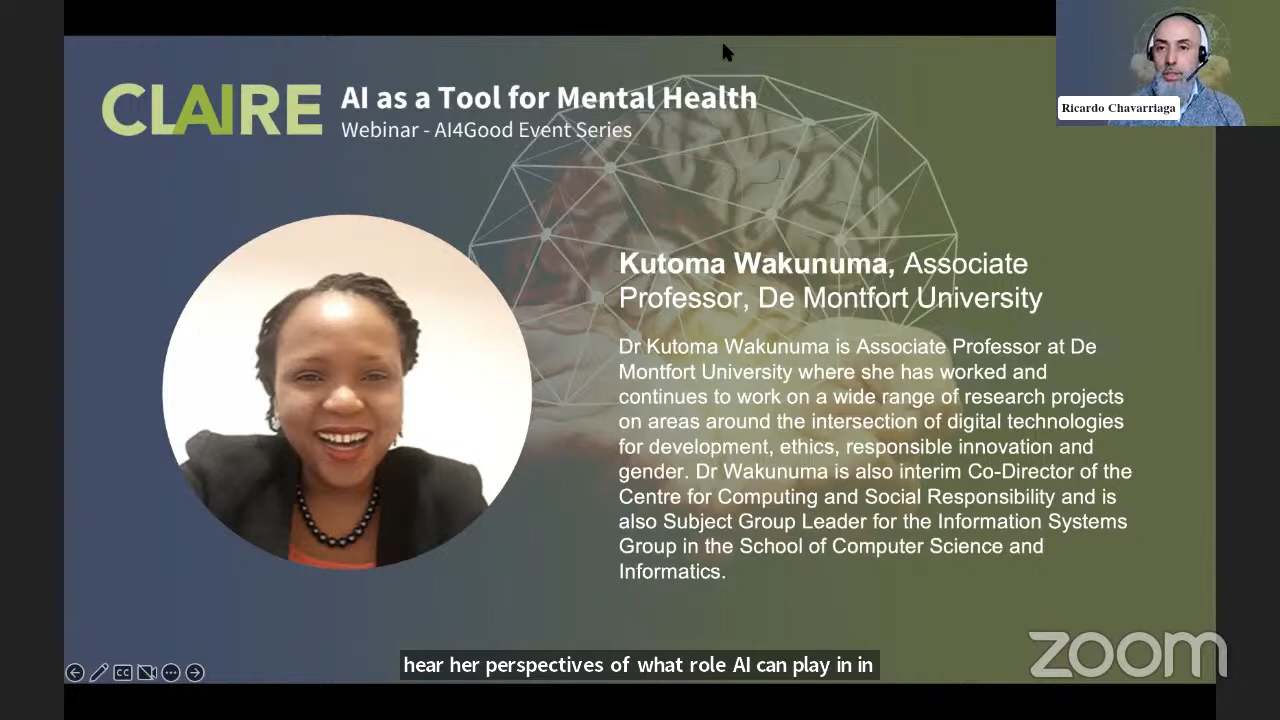 CLAIRE
AI as a Tool for Mental Health
Webinar - AI4Good Event Series
Ricardo Chavarriaga
Kutoma Wakunuma, Associate
Professor, De Montfort University
Dr Kutoma Wakunuma is Associate Professor at De
Montfort University where she has worked and
continues to work on a wide range of research projects
on areas around the intersection of digital technologies
for development, ethics, responsible innovation and
gender. Dr Wakunuma is also interim Co-Director of the
Centre for Computing and Social Responsibility and is
also Subject Group Leader for the Information Systems
Group in the School of Computer Science and
Informatics.
hear her perspectives of what role AI can play in in
CC
zoom